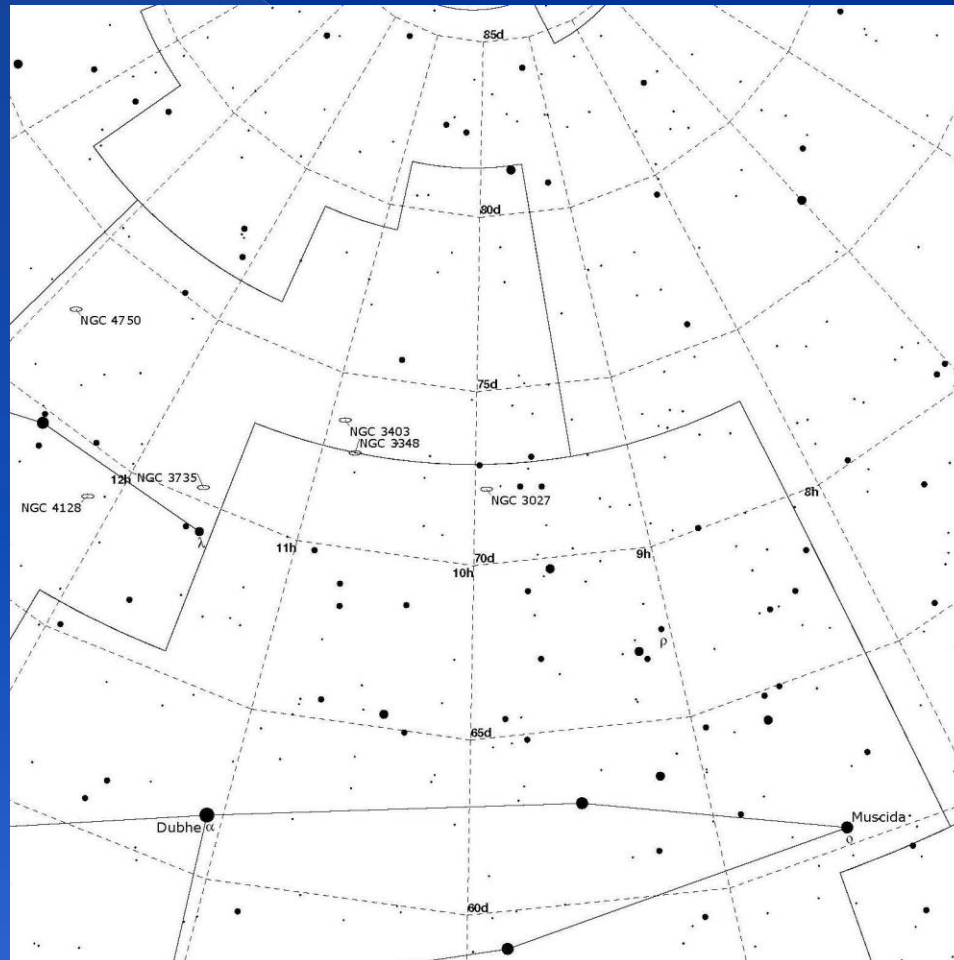 85d
80d
NGC 4750
75d
NGC 3403
NGC 3348
12h
NGC 3735
8h
NGC 4128
NGC 3027
λ
11h
9h
70d
10h
ρ
65d
Muscida
Dubhe α
ο
60d